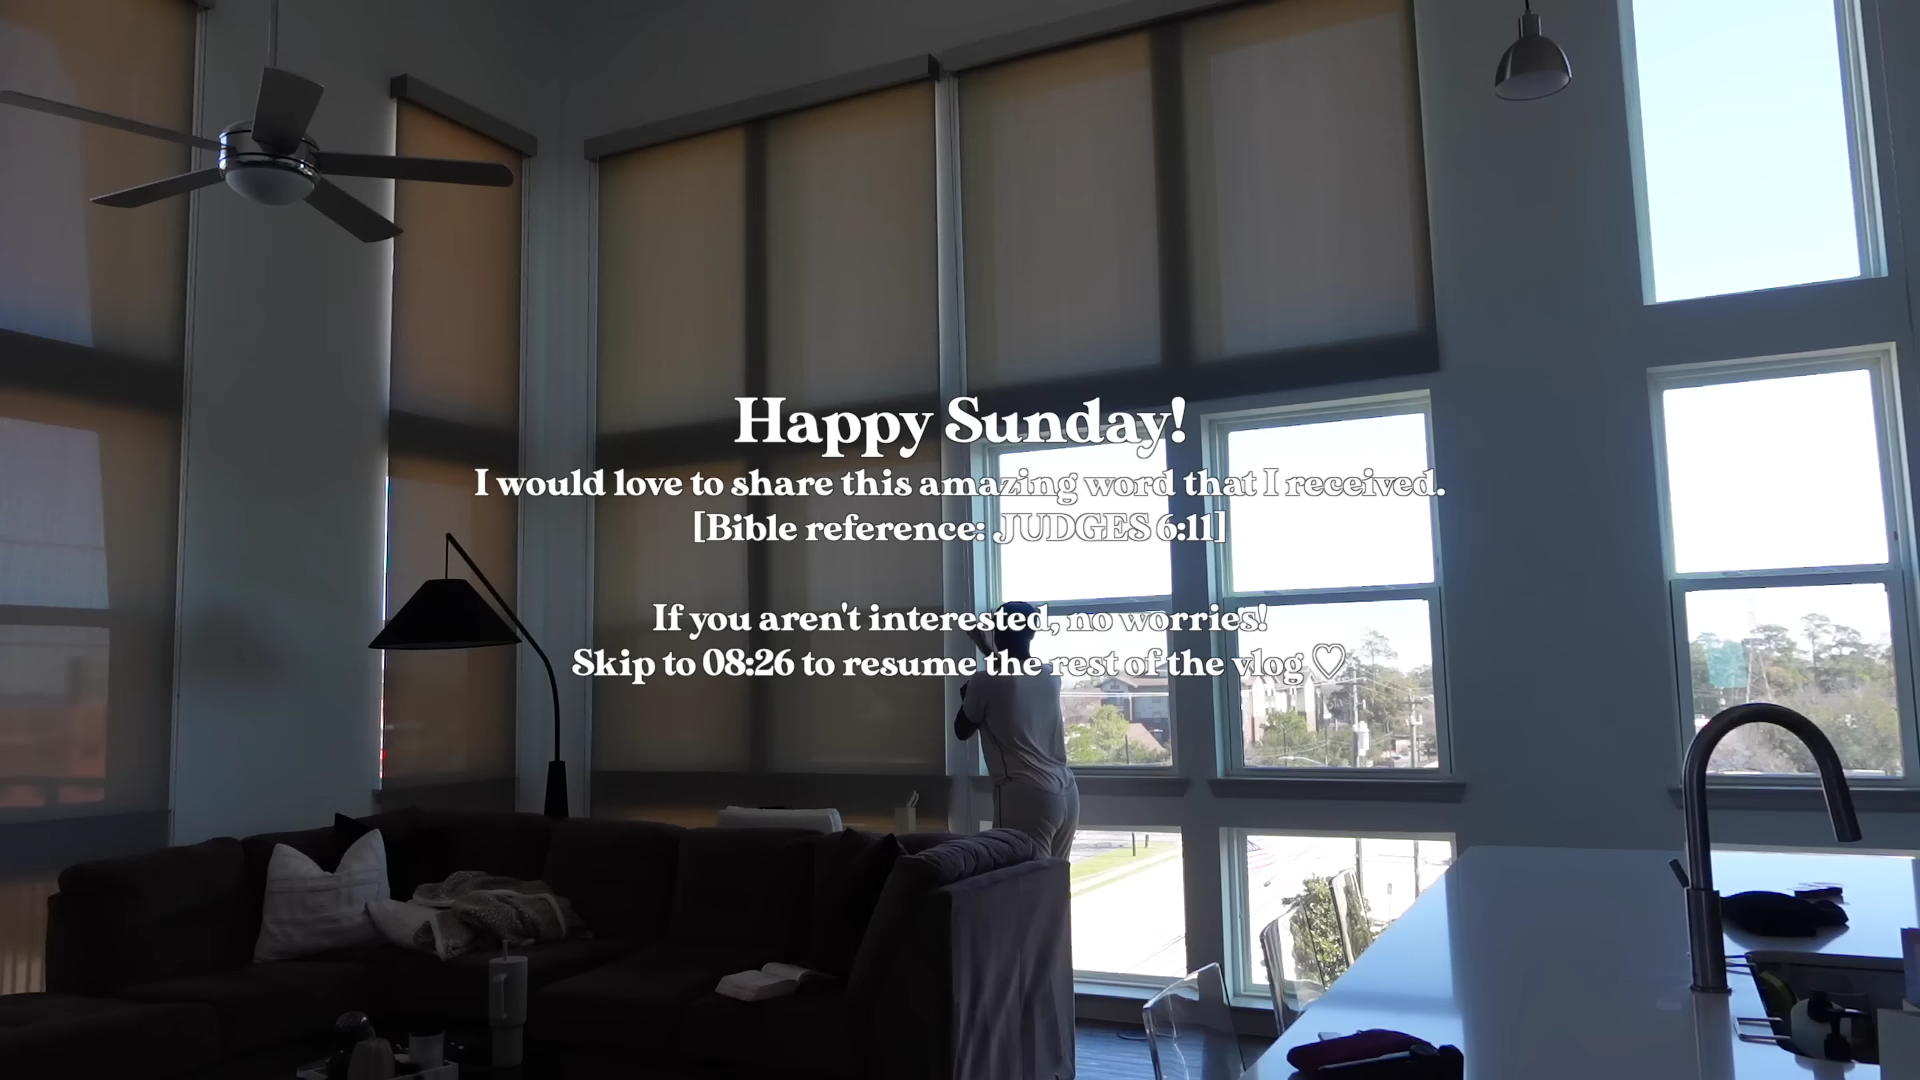 Happy Sunday!
I would love to share this amazing word that I received.
[Bible reference: JUDGES 6:11]
If you aren't interested, no worries!
Skip to 08:26 to resume the rest of the vlog ♡